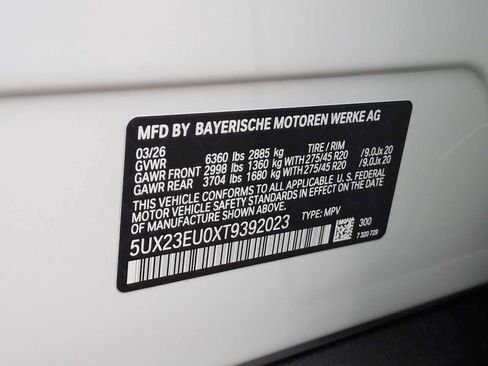 MFD BY BAYERISCHE MOTOREN WERKE AG
03/26 TIRE / RIM
GVWR 6360 lbs 2885 kg
GAWR FRONT 2998 lbs 1360 kg WITH 275/45 R20 /9.0Jx 20
GAWR REAR 3704 lbs 1680 kg WITH 275/45 R20 /9.0Jx 20
THIS VEHICLE CONFORMS TO ALL APPLICABLE U. S. FEDERAL
MOTOR VEHICLE SAFETY STANDARDS IN EFFECT ON THE DATE OF
MANUFACTURE SHOWN ABOVE.
5UX23EU0XT9392023 TYPE: MPV
300
7 320 729